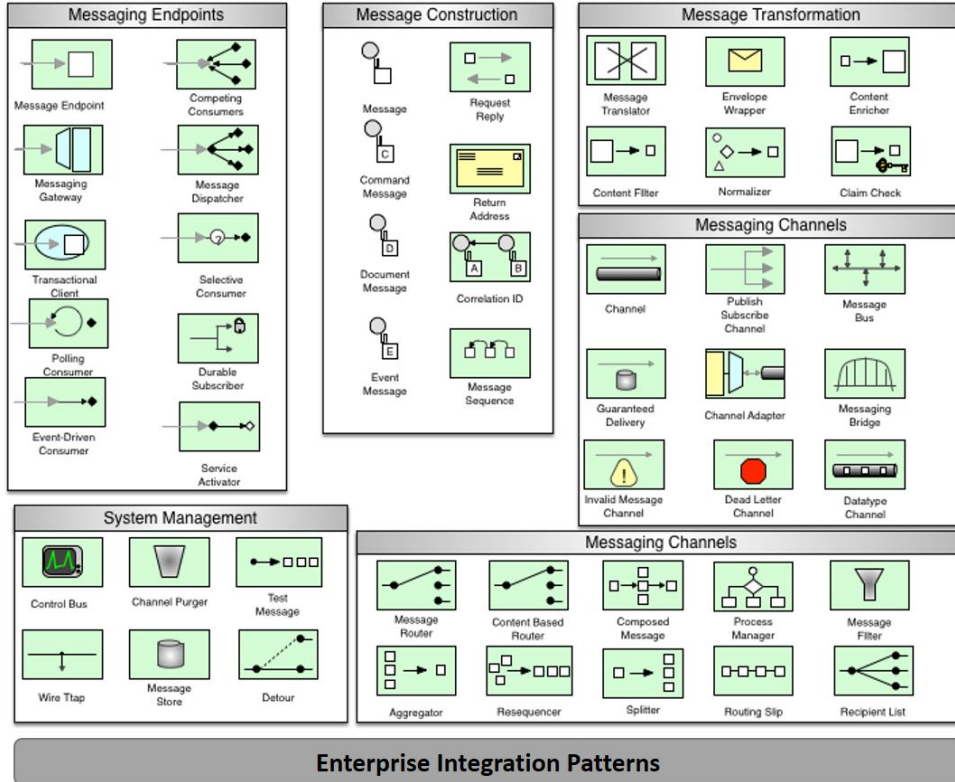 Messaging Endpoints
Message Endpoint
Competing
Consumers
Messaging
Gateway
Message
Dispatcher
Transactional
Client
?
Selective
Consumer
Polling
Consumer
Durable
Subscriber
Event-Driven
Consumer
Service
Activator
Message Construction
Message
Request
Reply
C
Command
Message
Return
Address
D
Document
Message
A
B
Correlation ID
E
Event
Message
Message
Sequence
Message Transformation
Message
Translator
Envelope
Wrapper
Content
Enricher
Content FIlter
Normalizer
Claim Check
Messaging Channels
Channel
Publish
Subscribe
Channel
Message
Bus
Guaranteed
Delivery
Channel Adapter
Messaging
Bridge
!
Invalid Message
Channel
Dead Letter
Channel
Datatype
Channel
System Management
Control Bus
Channel Purger
Test
Message
Wire Ttap
Message
Store
Detour
Messaging Channels
Message
Router
Content Based
Router
Composed
Message
Process
Manager
Message
FIlter
Aggregator
Resequencer
Splitter
Routing Slip
Recipient List
Enterprise Integration Patterns